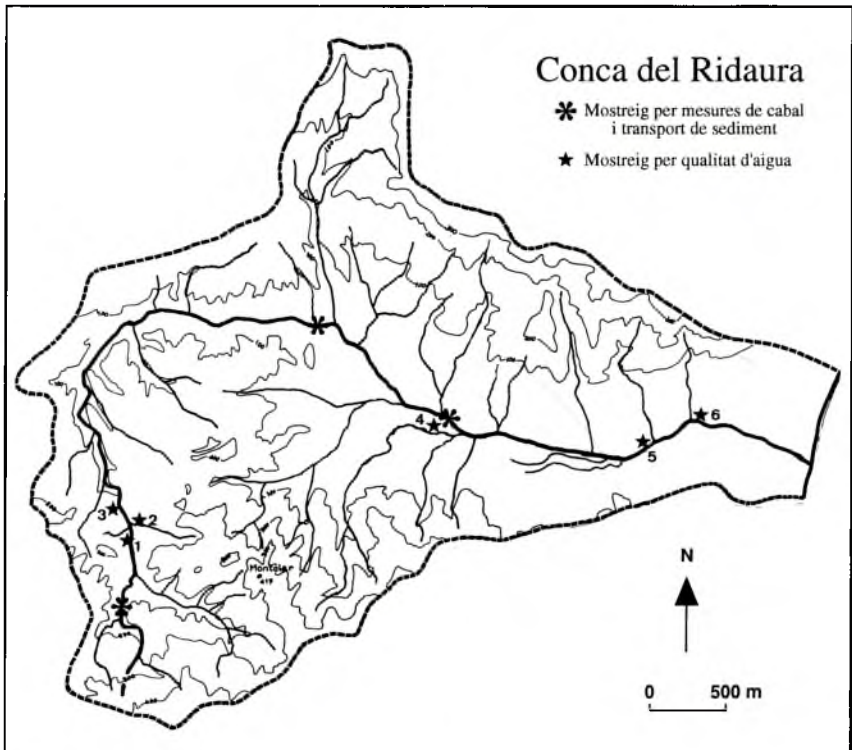 Conca del Ridaura
Mostreig per mesures de cabal
i transport de sediment
Mostreig per qualitat d'aigua
4
6
5
3
2
1
N
0 500 m